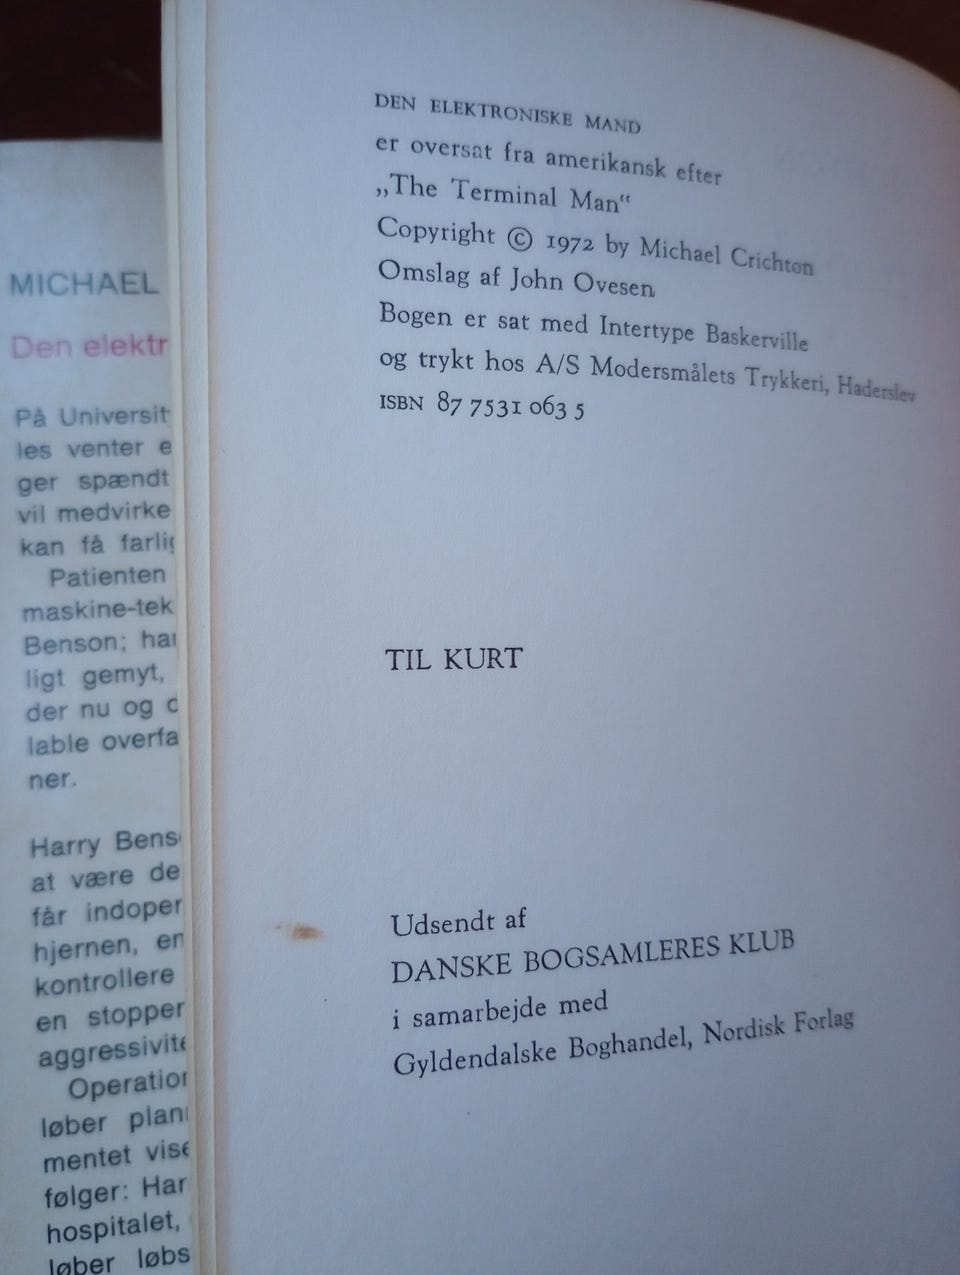 MICHAEL
Den elektr
På Universit
les venter e
ger spændt
vil medvirke
kan få farlig
Patienten
maskine-tek
Benson; har
ligt gemyt,
der nu og d
lable overfa
ner.
Harry Bens
at være de
får indoper
hjernen, en
kontrollere
en stopper
aggressivite
Operation
løber plan
mentet vise
følger: Har
hospitalet,
løber løbs
DEN ELEKTRONISKE MAND
er oversat fra amerikansk efter
„The Terminal Man“
Copyright © 1972 by Michael Crichton
Omslag af John Ovesen
Bogen er sat med Intertype Baskerville
og trykt hos A/S Modersmålets Trykkeri, Haderslev
ISBN 87 7531 063 5
TIL KURT
Udsendt af
DANSKE BOGSAMLERES KLUB
i samarbejde med
Gyldendalske Boghandel, Nordisk Forlag